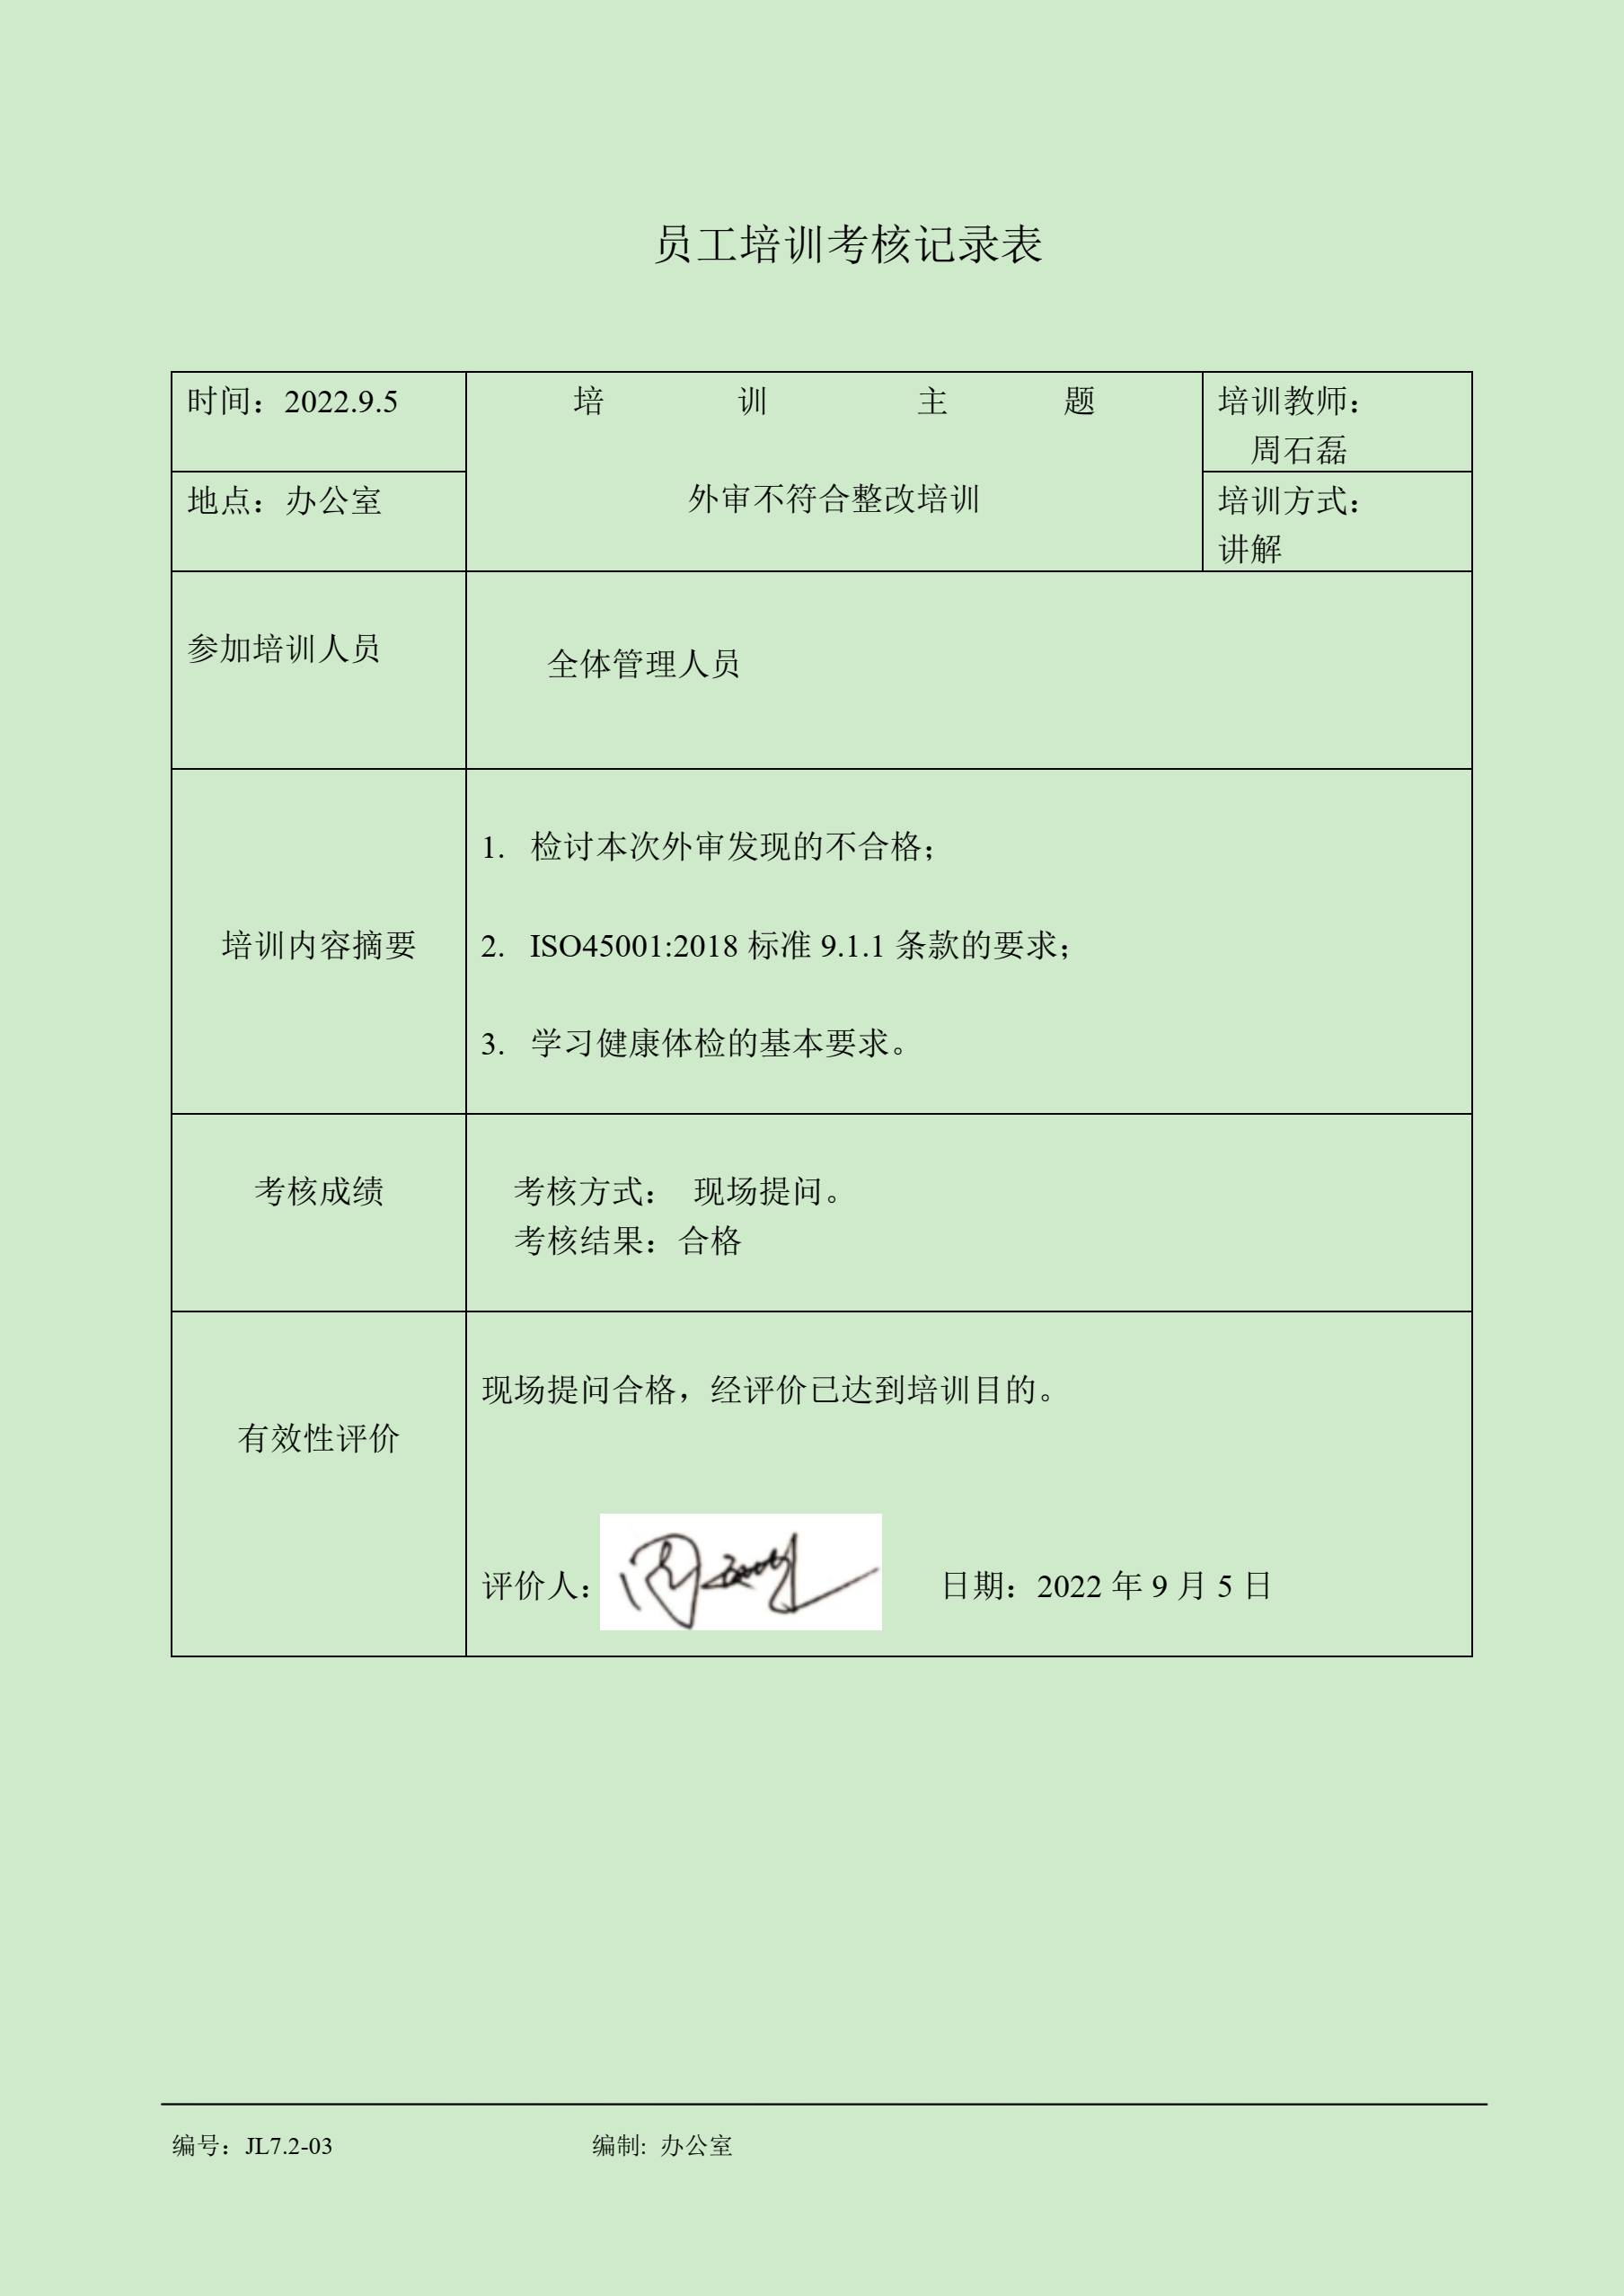 员工培训考核记录表
时间：2022.9.5
培 训 主 题
外审不符合整改培训
培训教师：
周石磊
地点：办公室
培训方式：
讲解
参加培训人员
全体管理人员
培训内容摘要
1. 检讨本次外审发现的不合格；
2. ISO45001:2018 标准 9.1.1 条款的要求；
3. 学习健康体检的基本要求。
考核成绩
考核方式： 现场提问。
考核结果：合格
有效性评价
现场提问合格，经评价已达到培训目的。
评价人： 日期：2022 年 9 月 5 日
编号：JL7.2-03 编制: 办公室